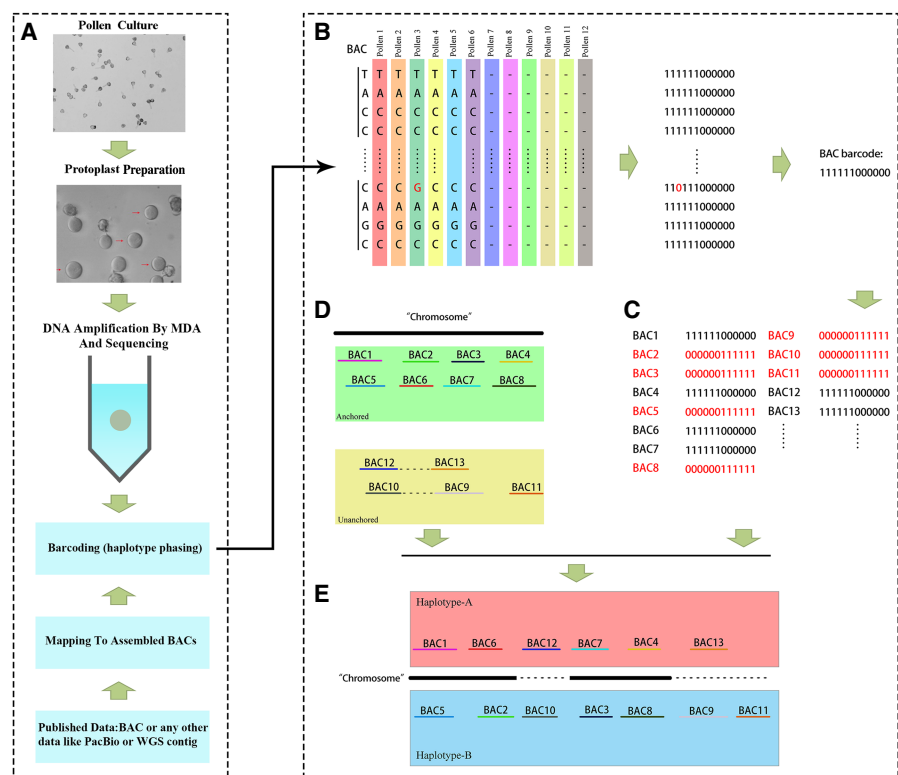 A
Pollen Culture
Protoplast Preparation
DNA Amplification By MDA
And Sequencing
Barcoding (haplotype phasing)
Mapping To Assembled BACs
Published Data:BAC or any other
data like PacBio or WGS contig
B
BAC
Pollen 1
Pollen 2
Pollen 3
Pollen 4
Pollen 5
Pollen 6
Pollen 7
Pollen 8
Pollen 9
Pollen 10
Pollen 11
Pollen 12
T T T T T T T - - - - - - 111111000000
A A A A A A A - - - - - - 111111000000
C C C C C C C - - - - - - 111111000000
C C C C C C C - - - - - - 111111000000
C C C G C C C - - - - - - 110111000000
A A A A A A A - - - - - - 111111000000
G G G G G G G - - - - - - 111111000000
C C C C C C C - - - - - - 111111000000
BAC barcode:
111111000000
C
BAC1 111111000000 BAC9 000000111111
BAC2 000000111111 BAC10 000000111111
BAC3 000000111111 BAC11 000000111111
BAC4 111111000000 BAC12 111111000000
BAC5 000000111111 BAC13 111111000000
BAC6 111111000000
BAC7 111111000000
BAC8 000000111111
D
"Chromosome"
BAC1 BAC2 BAC3 BAC4
BAC5 BAC6 BAC7 BAC8
Anchored
BAC12 BAC13
BAC10 BAC9 BAC11
Unanchored
E
Haplotype-A
BAC1 BAC6 BAC12 BAC7 BAC4 BAC13
"Chromosome"
BAC5 BAC2 BAC10 BAC3 BAC8 BAC9 BAC11
Haplotype-B